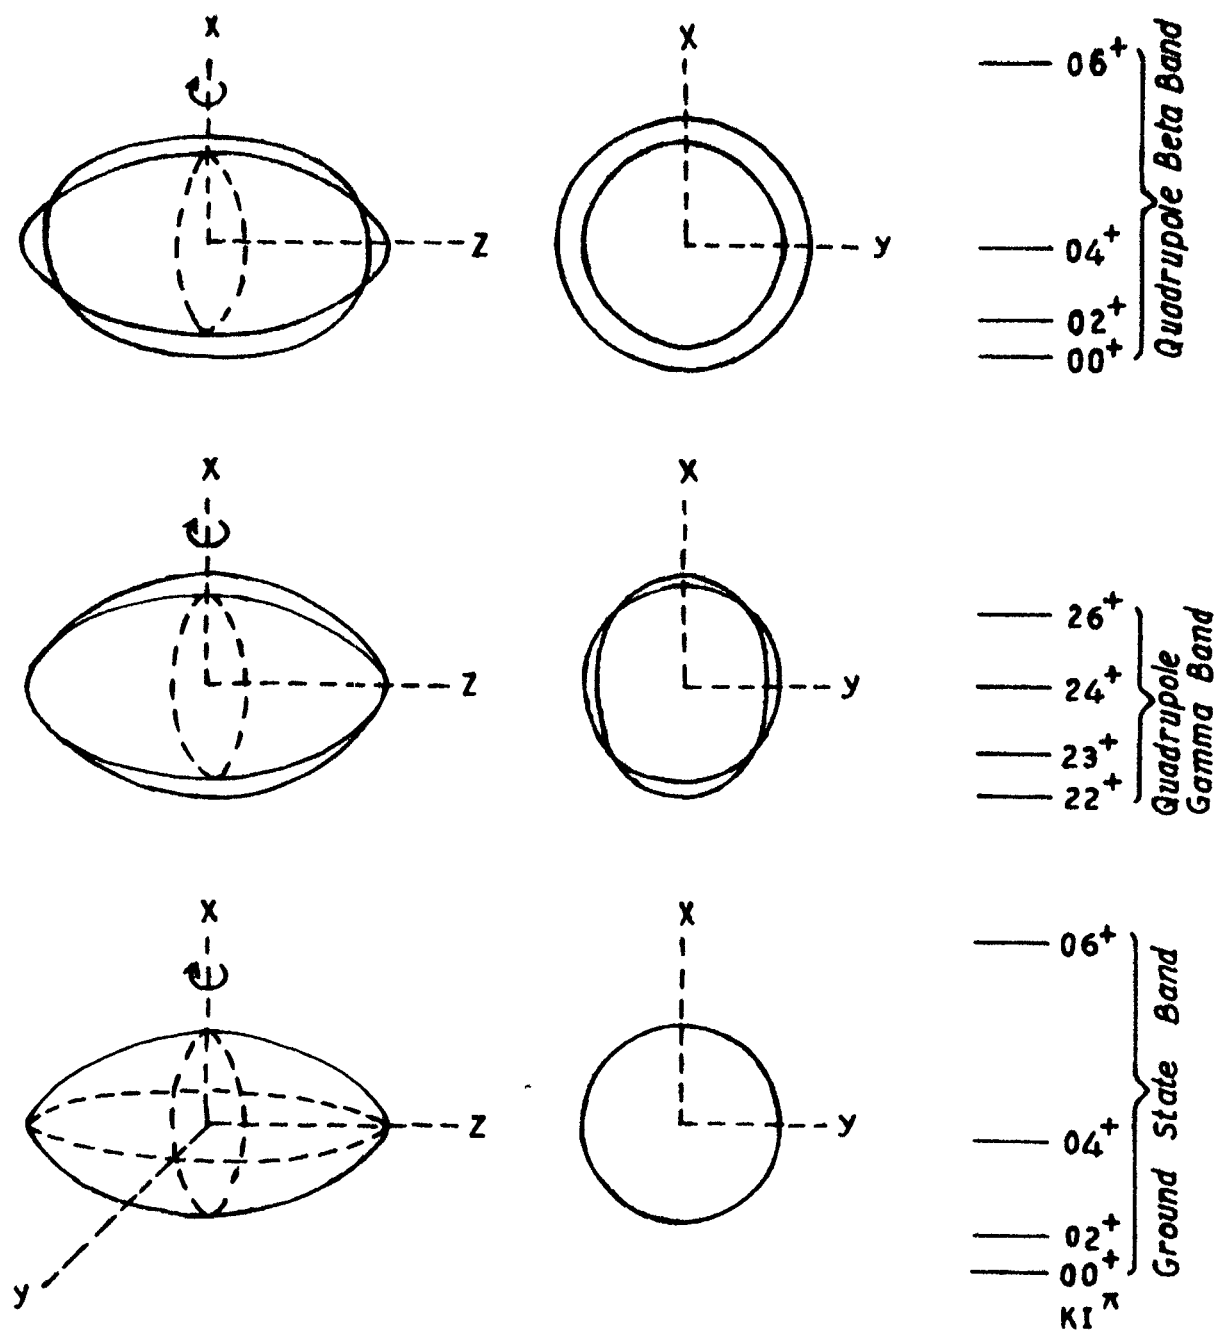 X
Z
X
y
06⁺
04⁺
02⁺
00⁺
Quadrupole Beta Band
X
Z
X
y
26⁺
24⁺
23⁺
22⁺
Quadrupole
Gamma Band
X
Z
y
X
y
06⁺
04⁺
02⁺
00⁺
KI^π
Ground State Band